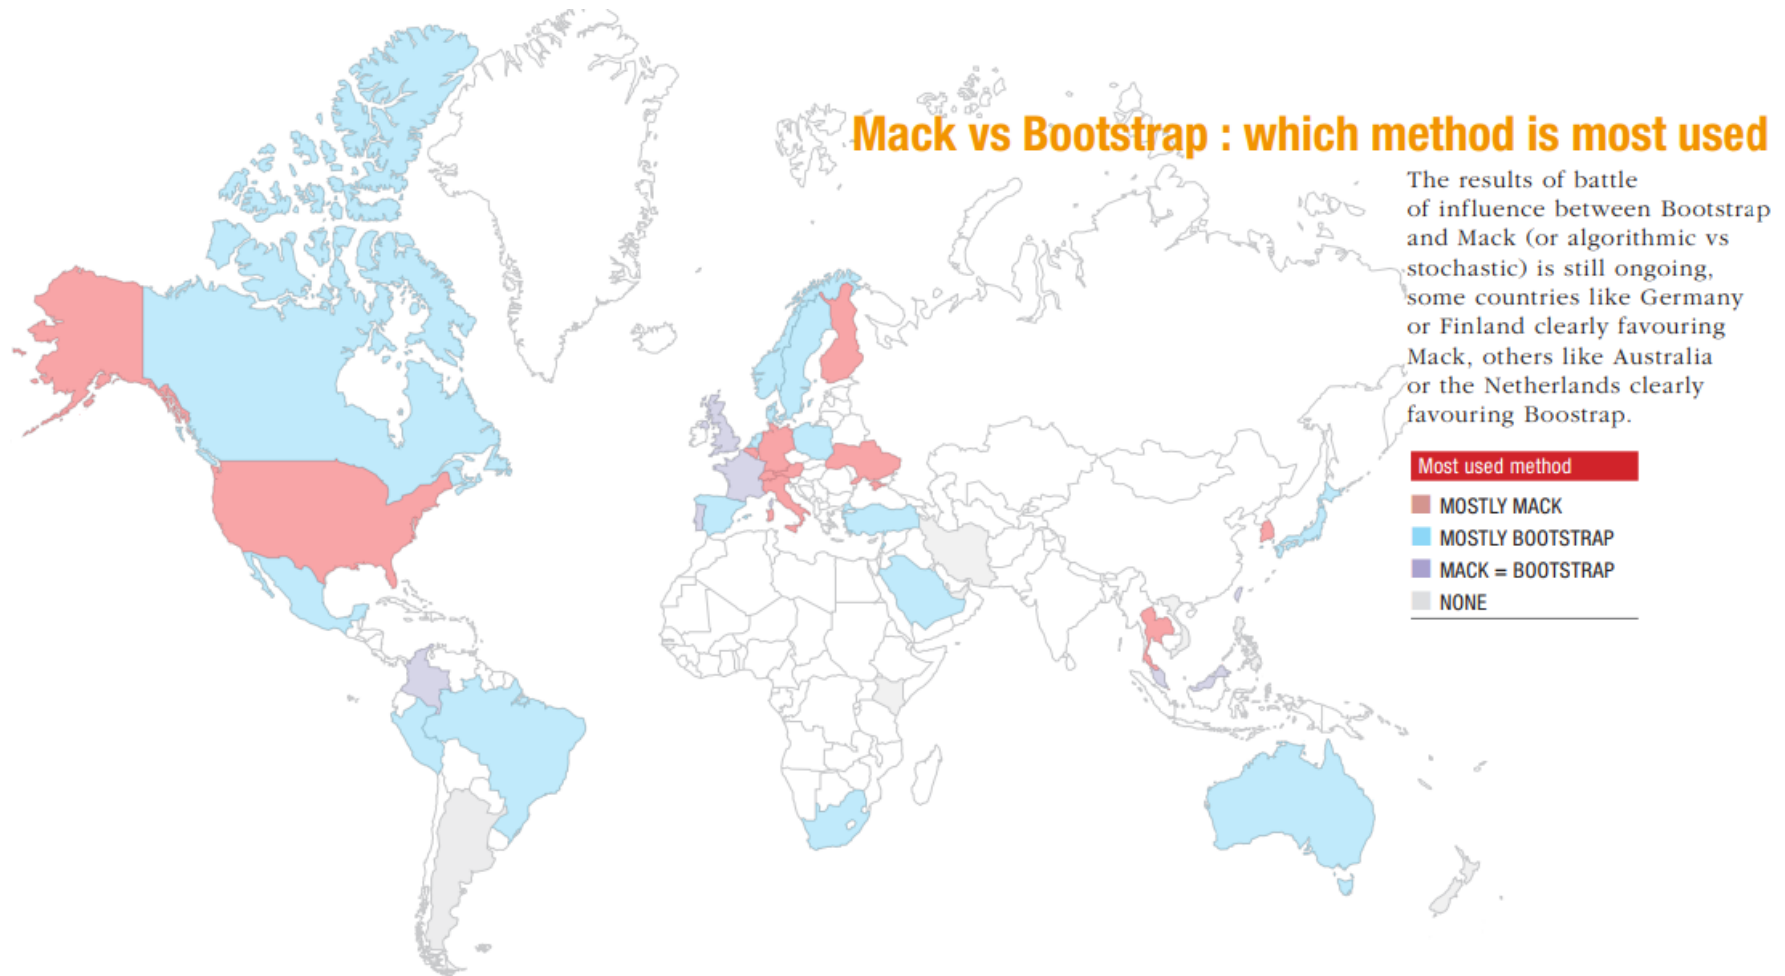 Mack vs Bootstrap : which method is most used
The results of battle
of influence between Bootstrap
and Mack (or algorithmic vs
stochastic) is still ongoing,
some countries like Germany
or Finland clearly favouring
Mack, others like Australia
or the Netherlands clearly
favouring Boostrap.
Most used method
MOSTLY MACK
MOSTLY BOOTSTRAP
MACK = BOOTSTRAP
NONE